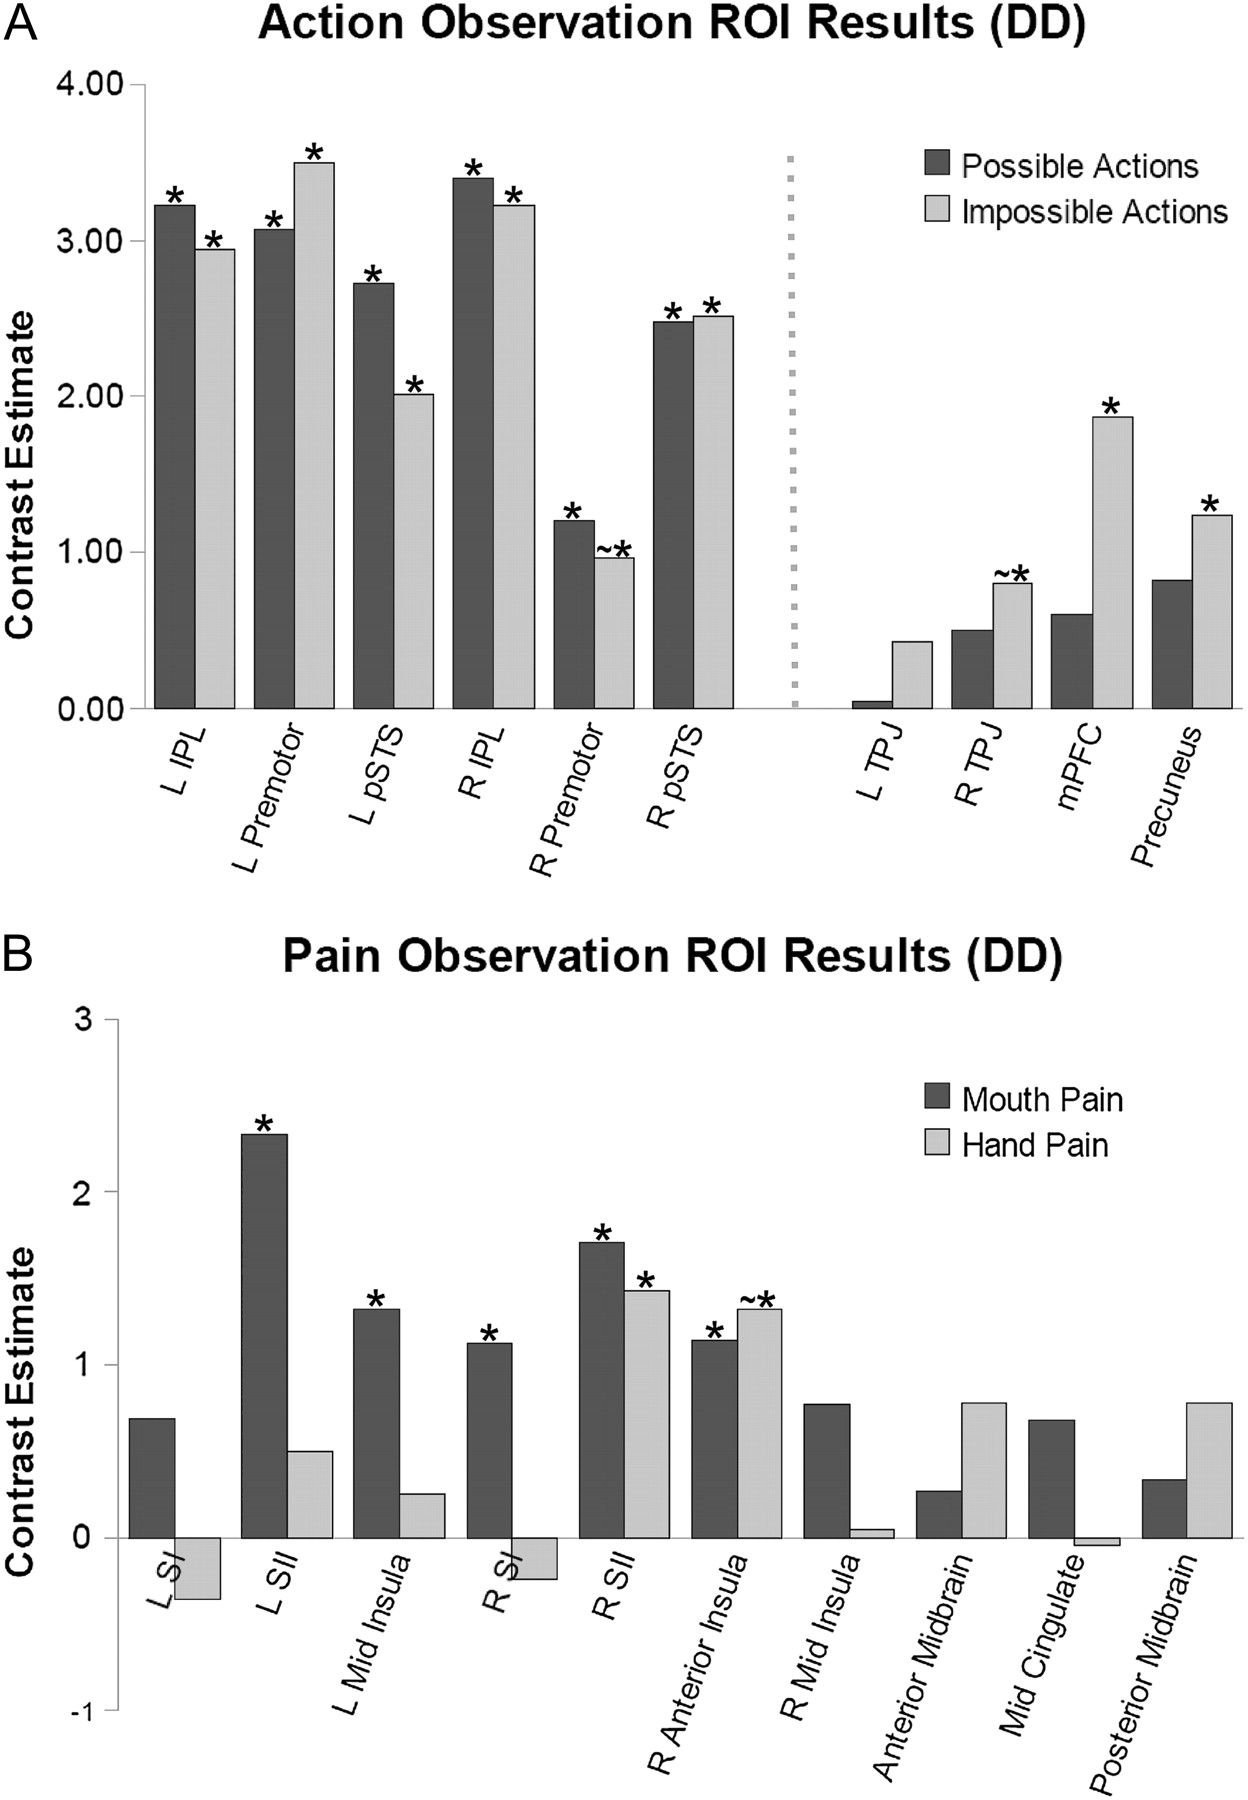 A
Action Observation ROI Results (DD)
4.00
3.00
2.00
1.00
0.00
Contrast Estimate
Possible Actions
Impossible Actions
* * * * * * * * * ~* * *
~* * *
L IPL
L Premotor
L pSTS
R IPL
R Premotor
R pSTS
L TPJ
R TPJ
mPFC
Precuneus
B
Pain Observation ROI Results (DD)
3
2
1
0
-1
Contrast Estimate
Mouth Pain
Hand Pain
* * * * * * ~*
L SI
L SII
L Mid Insula
R SI
R SII
R Anterior Insula
R Mid Insula
Anterior Midbrain
Mid Cingulate
Posterior Midbrain